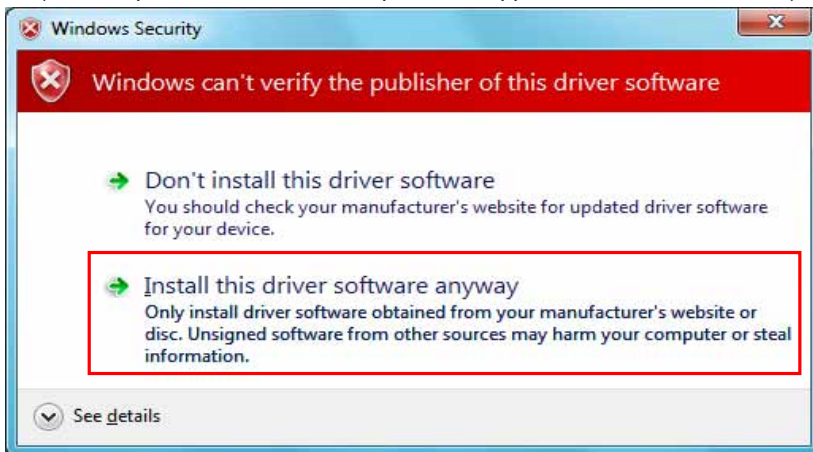 Windows Security
Windows can't verify the publisher of this driver software
Don't install this driver software
You should check your manufacturer's website for updated driver software
for your device.
Install this driver software anyway
Only install driver software obtained from your manufacturer's website or
disc. Unsigned software from other sources may harm your computer or steal
information.
See details